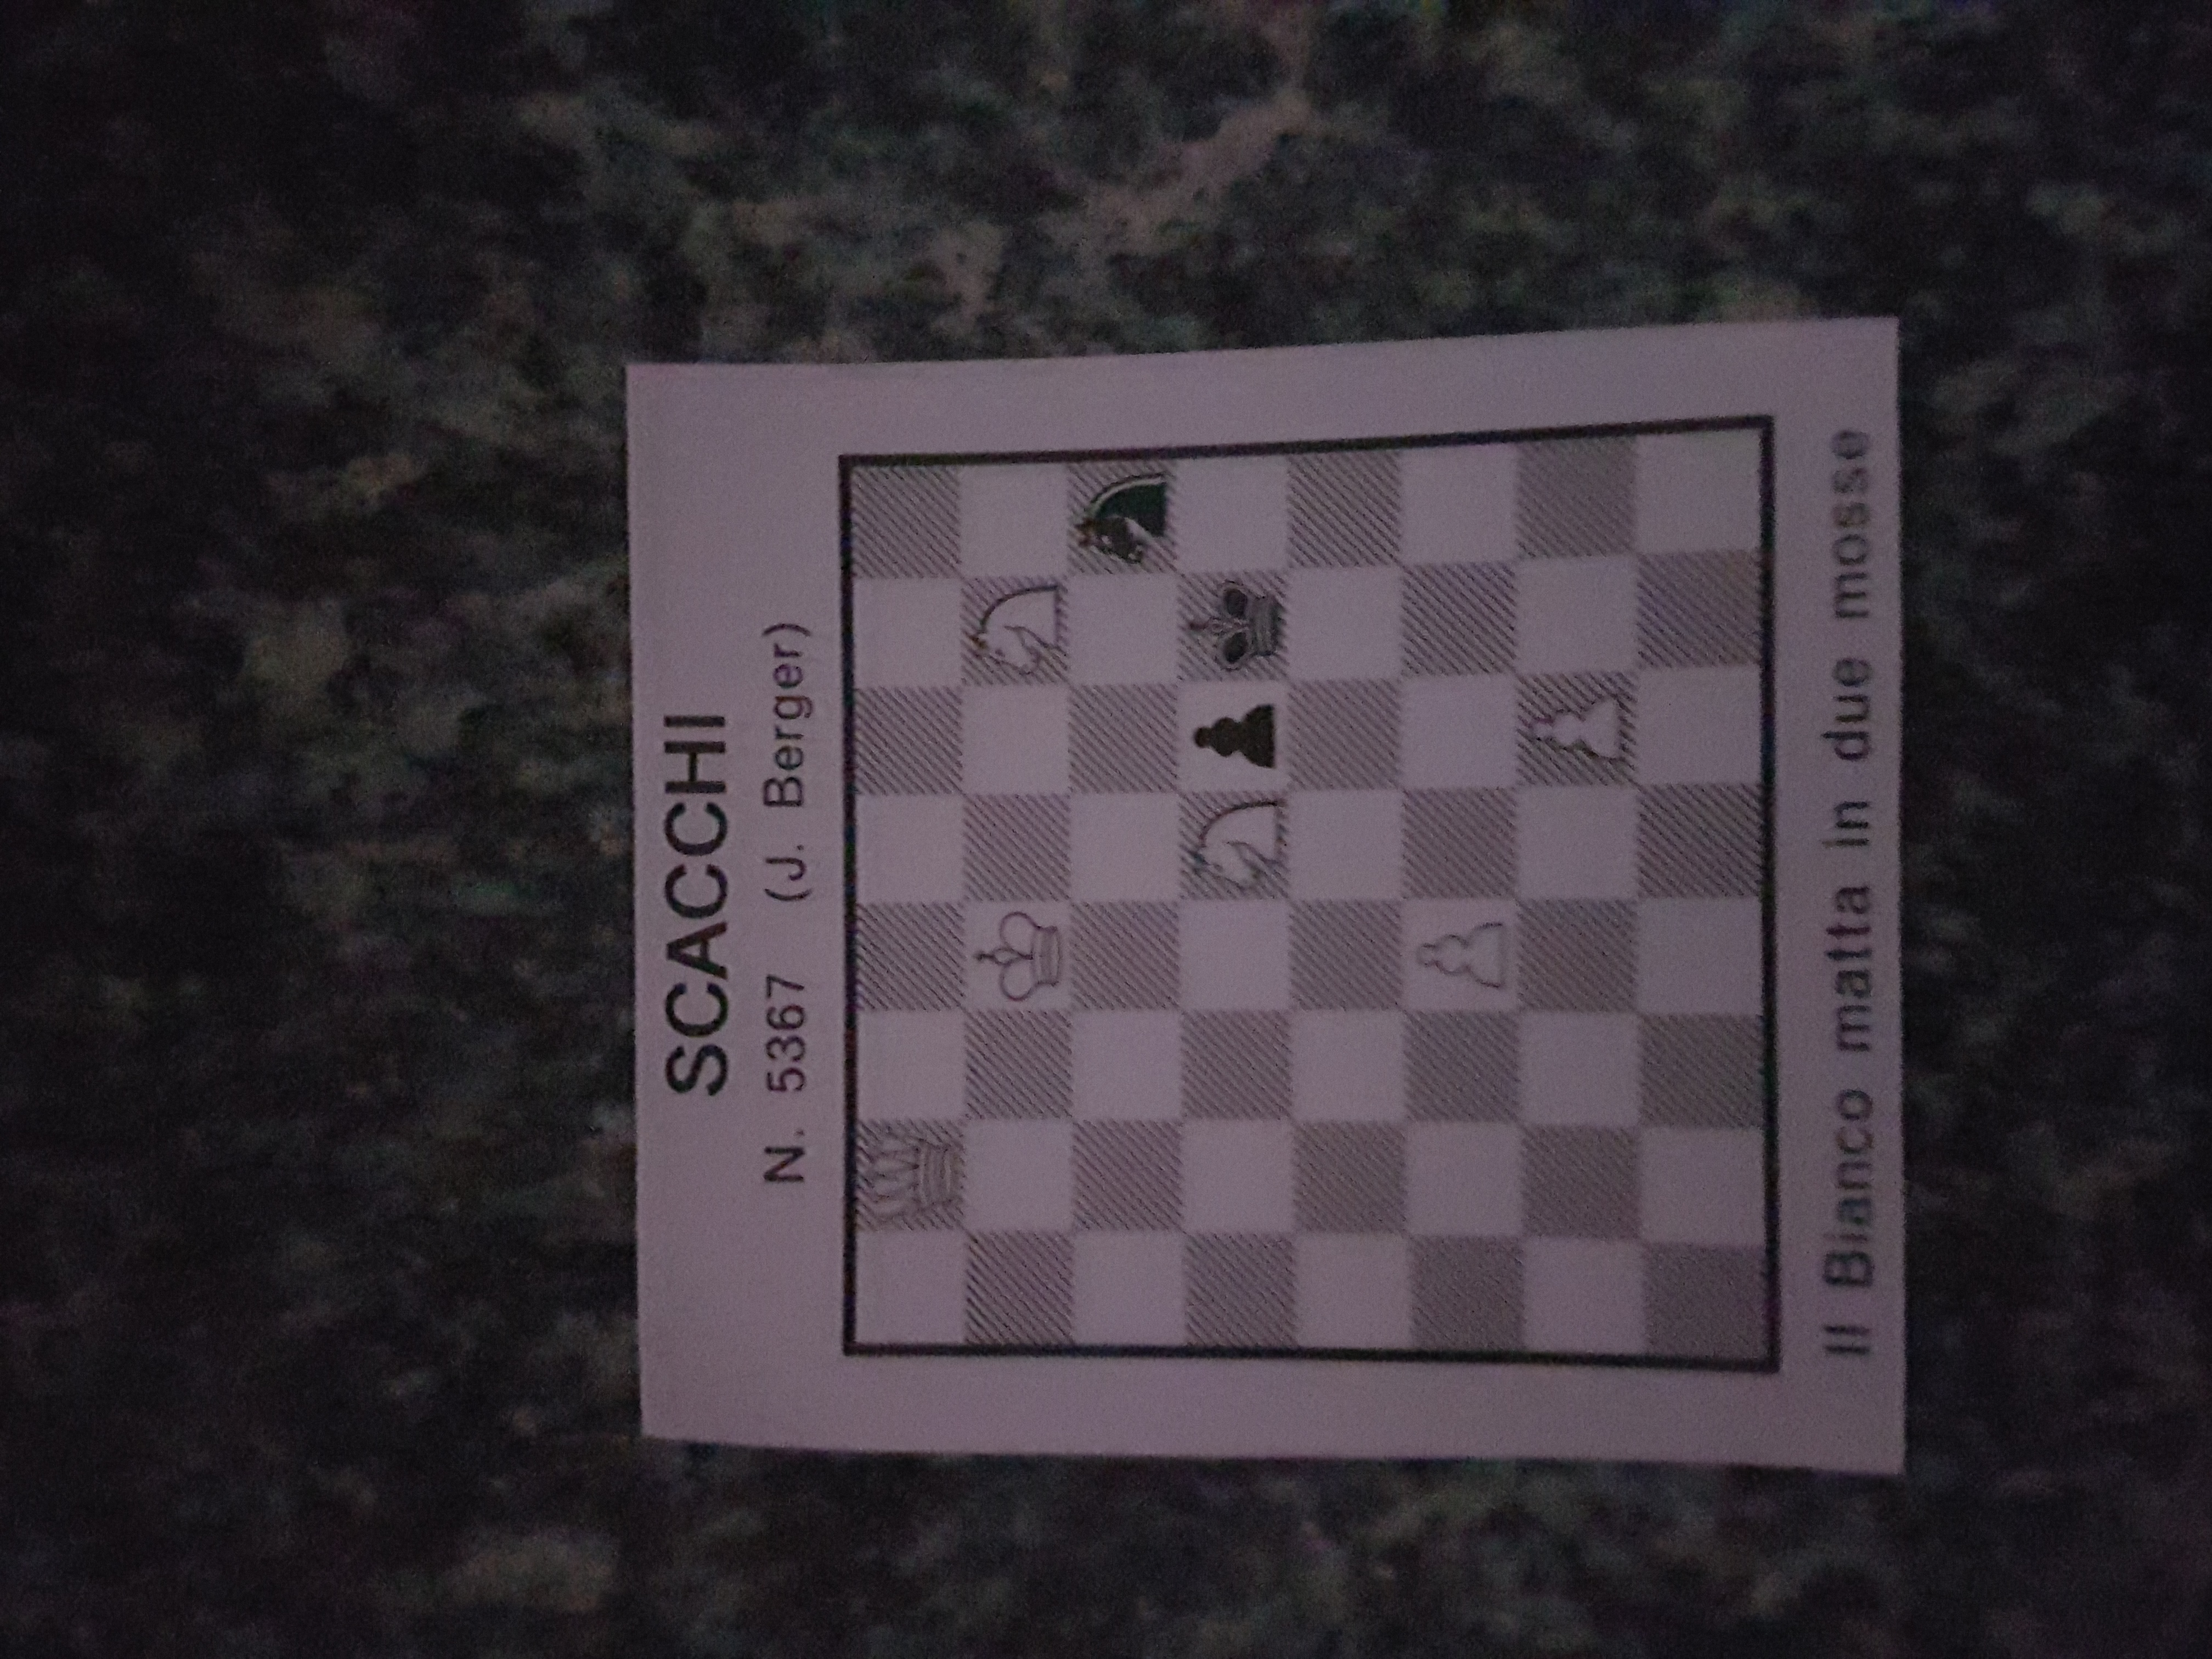 SCACCHI
N. 5367 (J. Berger)
Il Bianco matta in due mosse